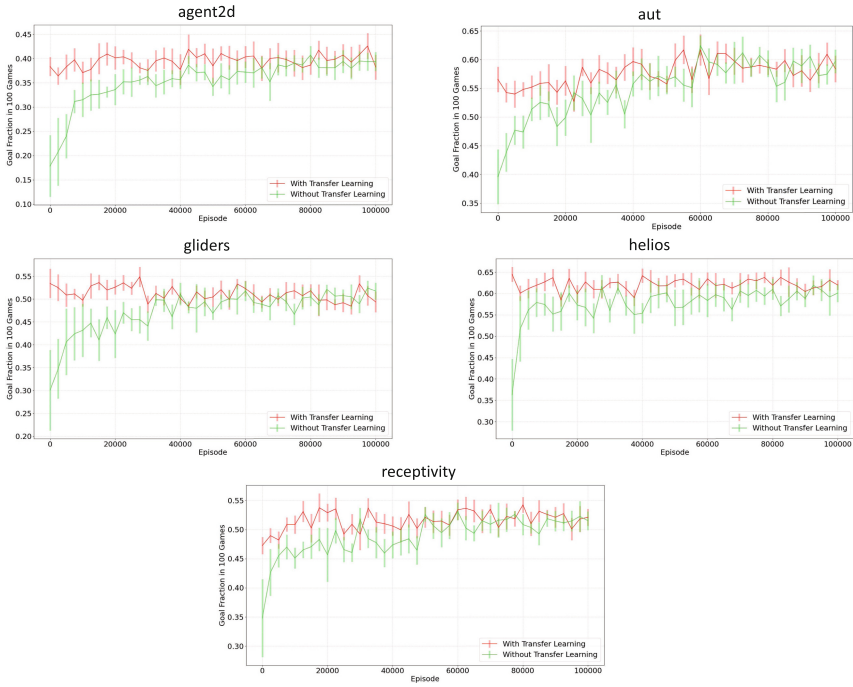 agent2d
Goal Fraction in 100 Games
0.45
0.40
0.35
0.30
0.25
0.20
0.15
0.10
0 20000 40000 60000 80000 100000
Episode
With Transfer Learning
Without Transfer Learning
aut
Goal Fraction in 100 Games
0.65
0.60
0.55
0.50
0.45
0.40
0.35
0 20000 40000 60000 80000 100000
Episode
With Transfer Learning
Without Transfer Learning
gliders
Goal Fraction in 100 Games
0.55
0.50
0.45
0.40
0.35
0.30
0.25
0.20
0 20000 40000 60000 80000 100000
Episode
With Transfer Learning
Without Transfer Learning
helios
Goal Fraction in 100 Games
0.65
0.60
0.55
0.50
0.45
0.40
0.35
0.30
0 20000 40000 60000 80000 100000
Episode
With Transfer Learning
Without Transfer Learning
receptivity
Goal Fraction in 100 Games
0.55
0.50
0.45
0.40
0.35
0.30
0 20000 40000 60000 80000 100000
Episode
With Transfer Learning
Without Transfer Learning